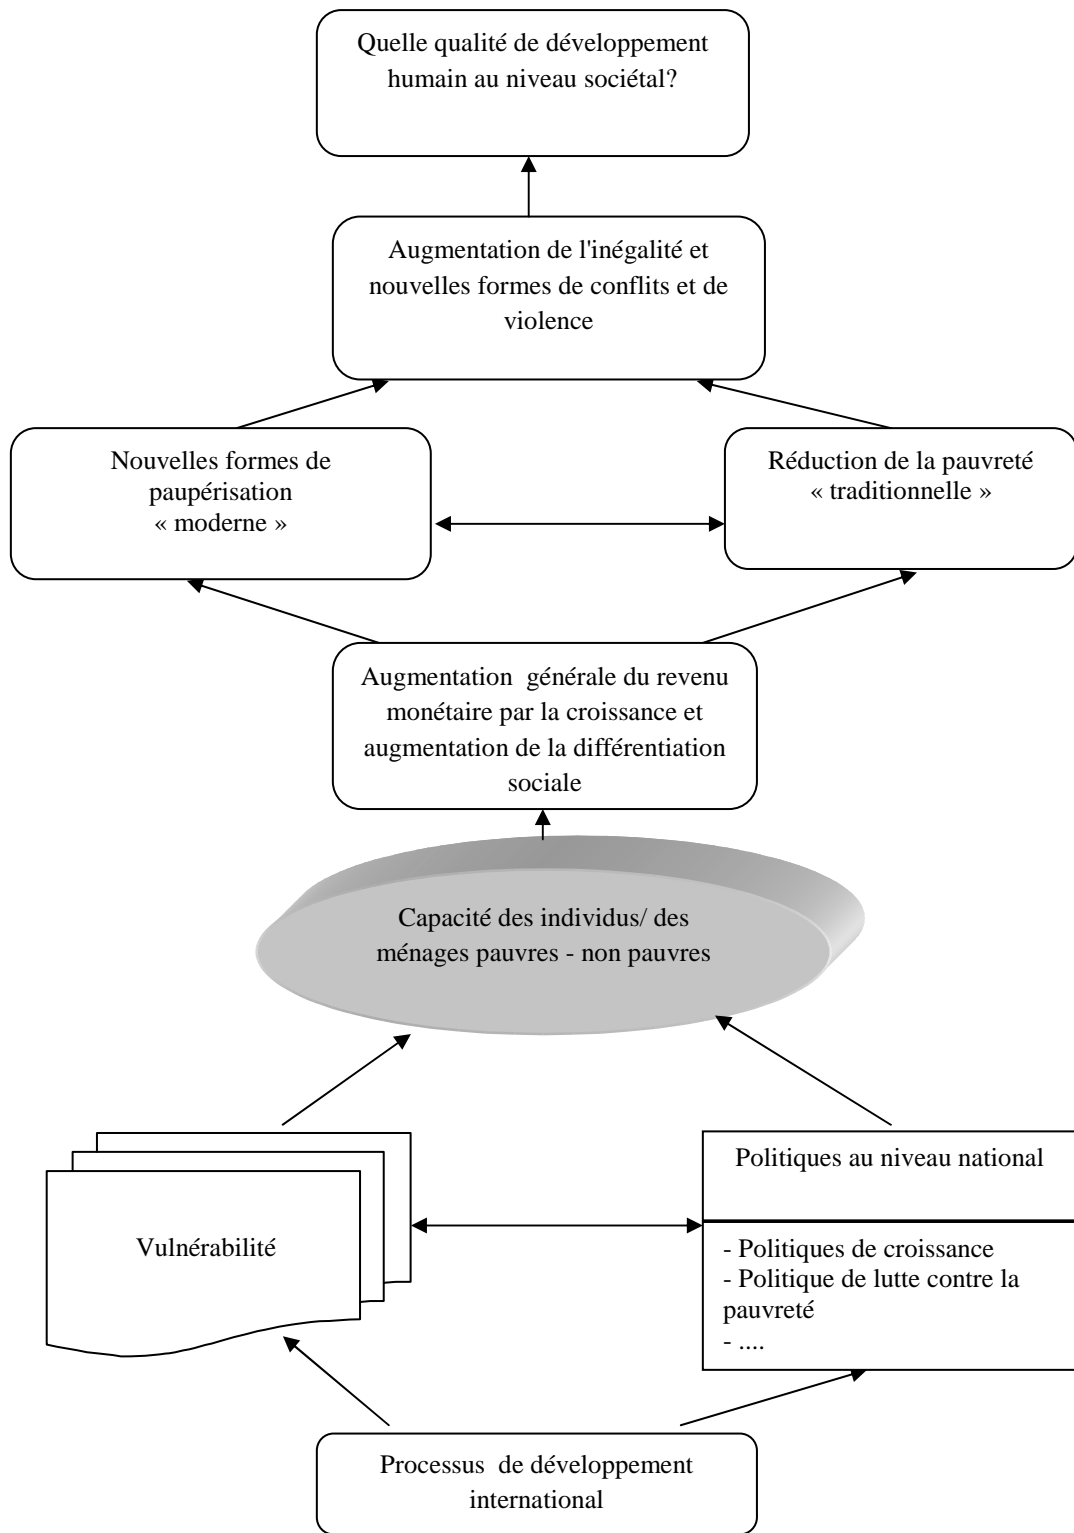 Quelle qualité de développement
humain au niveau sociétal?
Augmentation de l'inégalité et
nouvelles formes de conflits et de
violence
Nouvelles formes de
paupérisation
« moderne »
Réduction de la pauvreté
« traditionnelle »
Augmentation générale du revenu
monétaire par la croissance et
augmentation de la différentiation
sociale
Capacité des individus/ des
ménages pauvres - non pauvres
Vulnérabilité
Politiques au niveau national
- Politiques de croissance
- Politique de lutte contre la
pauvreté
- ....
Processus de développement
international